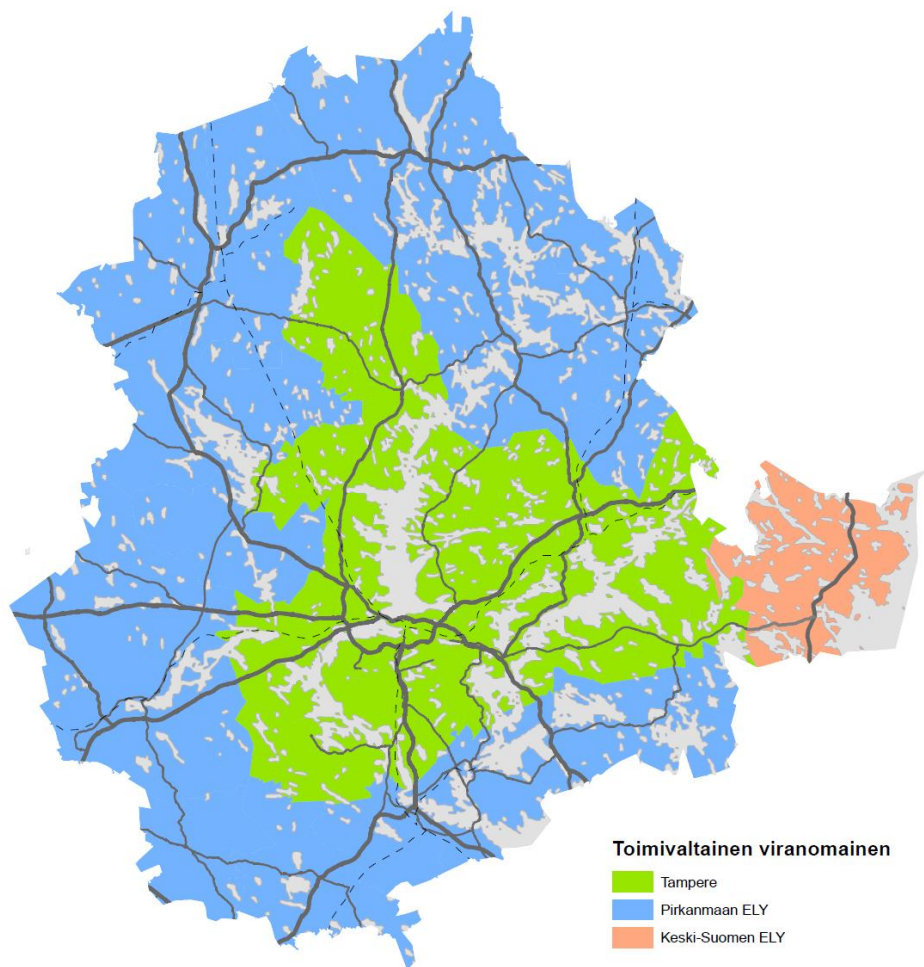 Toimivaltainen viranomainen
Tampere
Pirkanmaan ELY
Keski-Suomen ELY